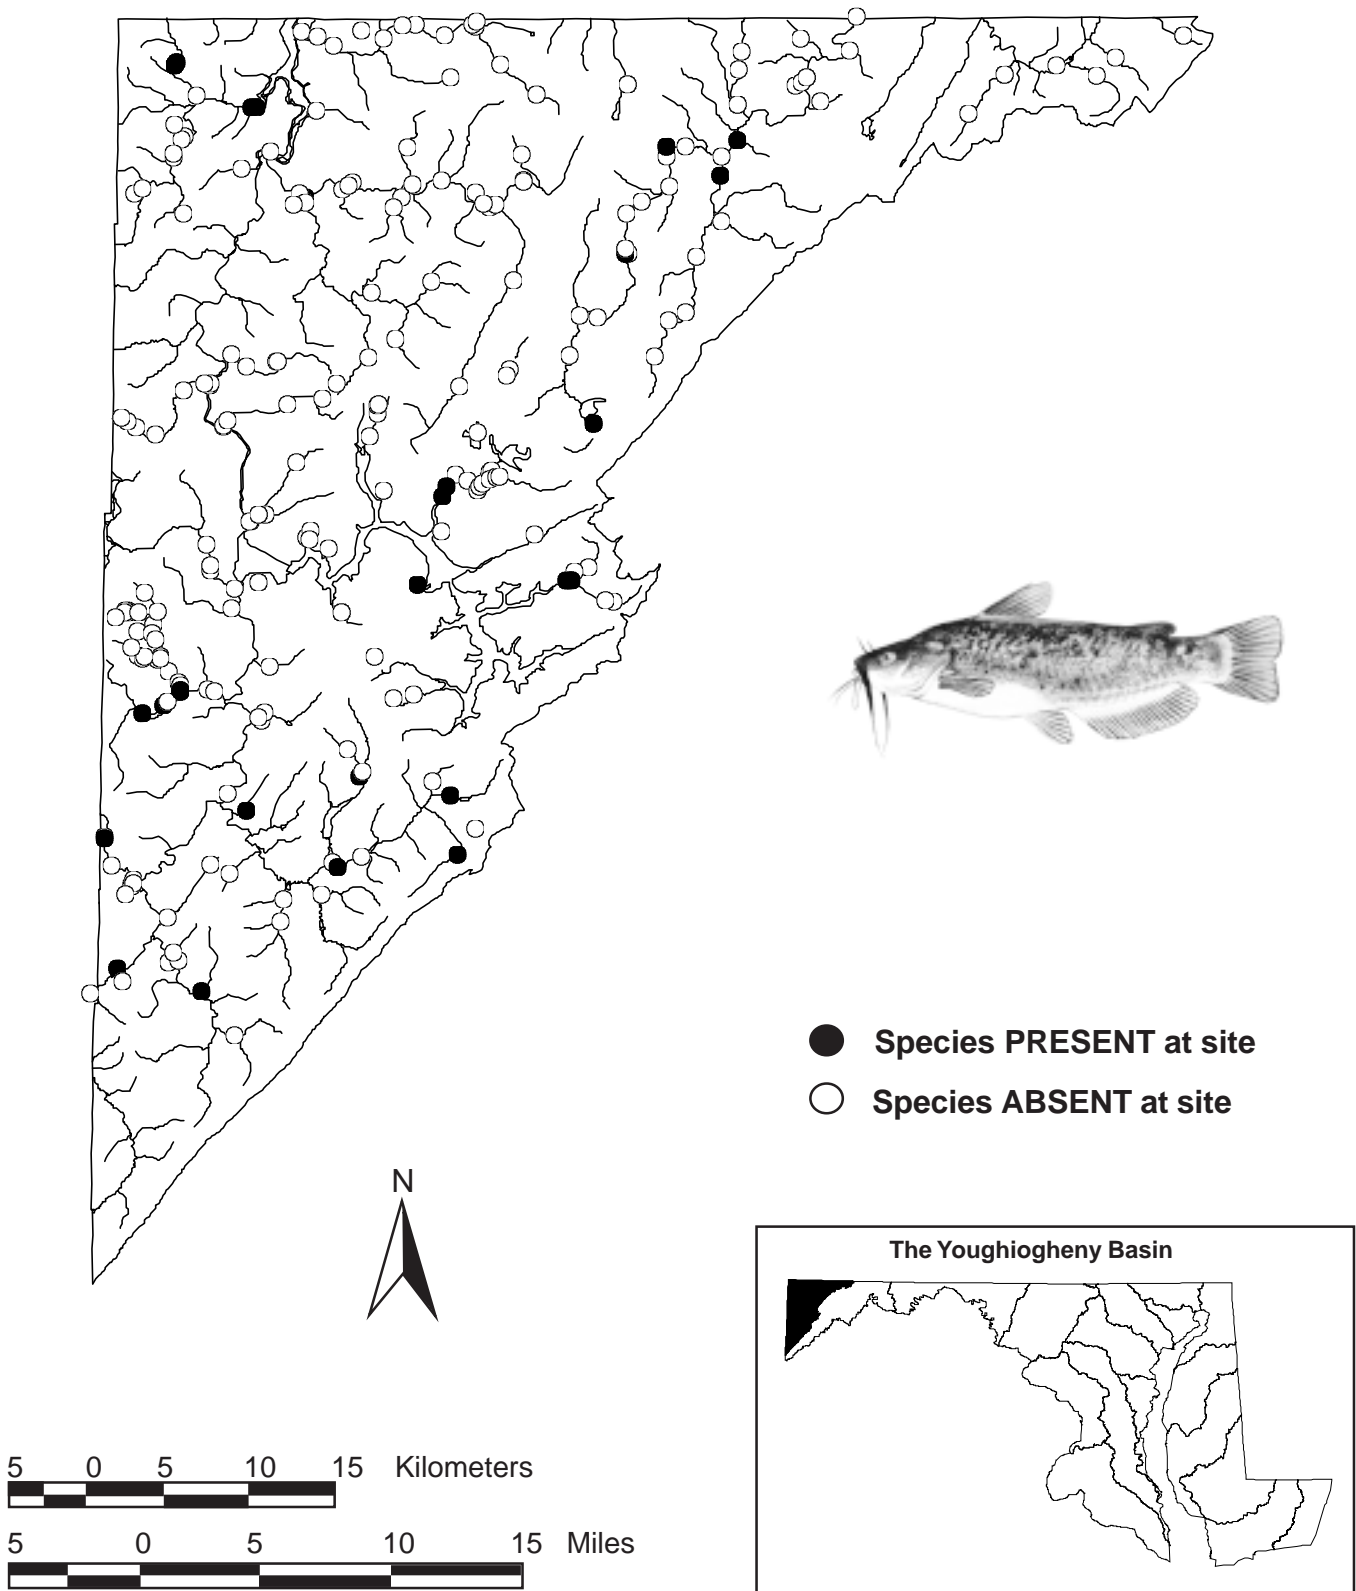 Species PRESENT at site
Species ABSENT at site
N
The Youghiogheny Basin
5 0 5 10 15 Kilometers
5 0 5 10 15 Miles